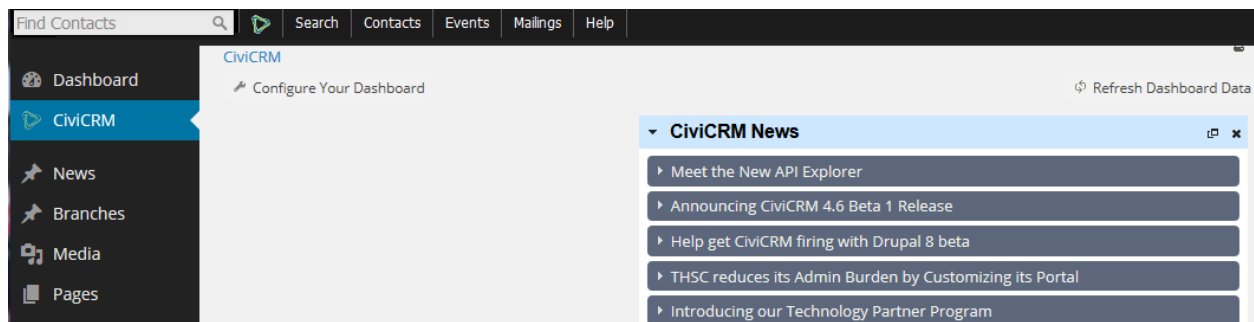 Find Contacts Search Contacts Events Mailings Help
CiviCRM
Dashboard
Configure Your Dashboard Refresh Dashboard Data
CiviCRM
CiviCRM News
News
Meet the New API Explorer
Branches
Announcing CiviCRM 4.6 Beta 1 Release
Media
Help get CiviCRM firing with Drupal 8 beta
THSC reduces its Admin Burden by Customizing its Portal
Pages
Introducing our Technology Partner Program